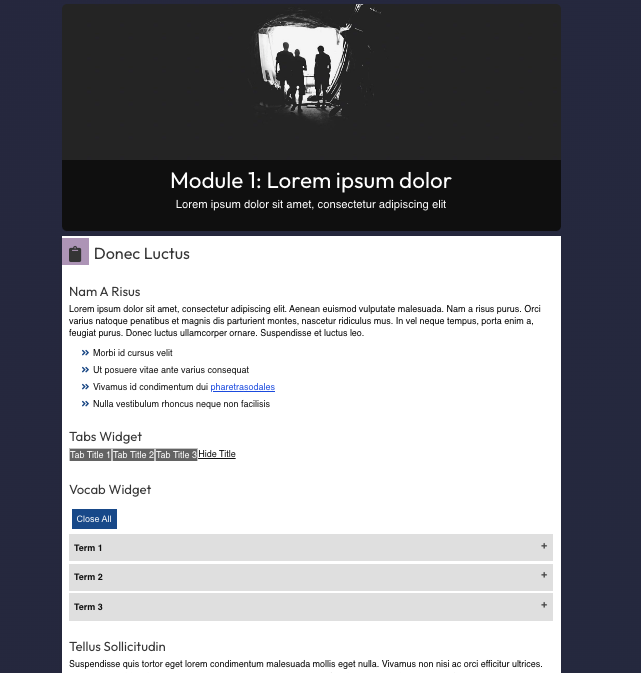 Module 1: Lorem ipsum dolor
Lorem ipsum dolor sit amet, consectetur adipiscing elit
Donec Luctus
Nam A Risus
Lorem ipsum dolor sit amet, consectetur adipiscing elit. Aenean euismod vulputate malesuada. Nam a risus purus. Orci
varius natoque penatibus et magnis dis parturient montes, nascetur ridiculus mus. In vel neque tempus, porta enim a,
feugiat purus. Donec luctus ullamcorper ornare. Suspendisse et luctus leo.
Morbi id cursus velit
Ut posuere vitae ante varius consequat
Vivamus id condimentum dui pharetrasodales
Nulla vestibulum rhoncus neque non facilisis
Tabs Widget
Tab Title 1 Tab Title 2 Tab Title 3 Hide Title
Vocab Widget
Close All
Term 1 +
Term 2 +
Term 3 +
Tellus Sollicitudin
Suspendisse quis tortor eget lorem condimentum malesuada mollis eget nulla. Vivamus non nisi ac orci efficitur ultrices.